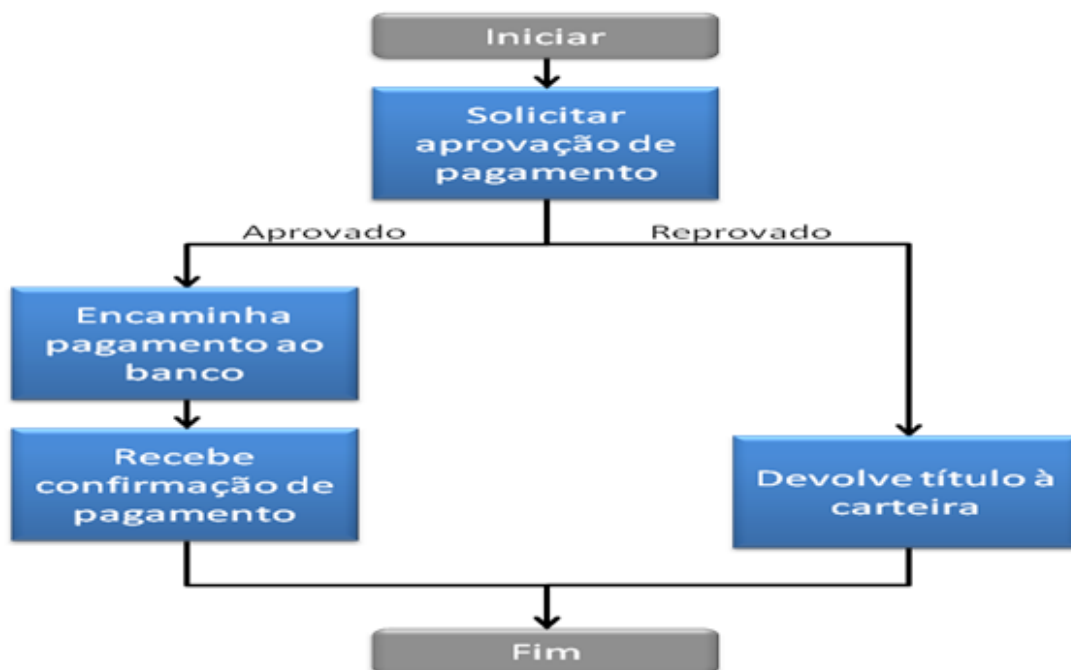 Iniciar
Solicitar
aprovação de
pagamento
Aprovado
Reprovado
Encaminha
pagamento ao
banco
Recebe
confirmação de
pagamento
Devolve título à
carteira
Fim